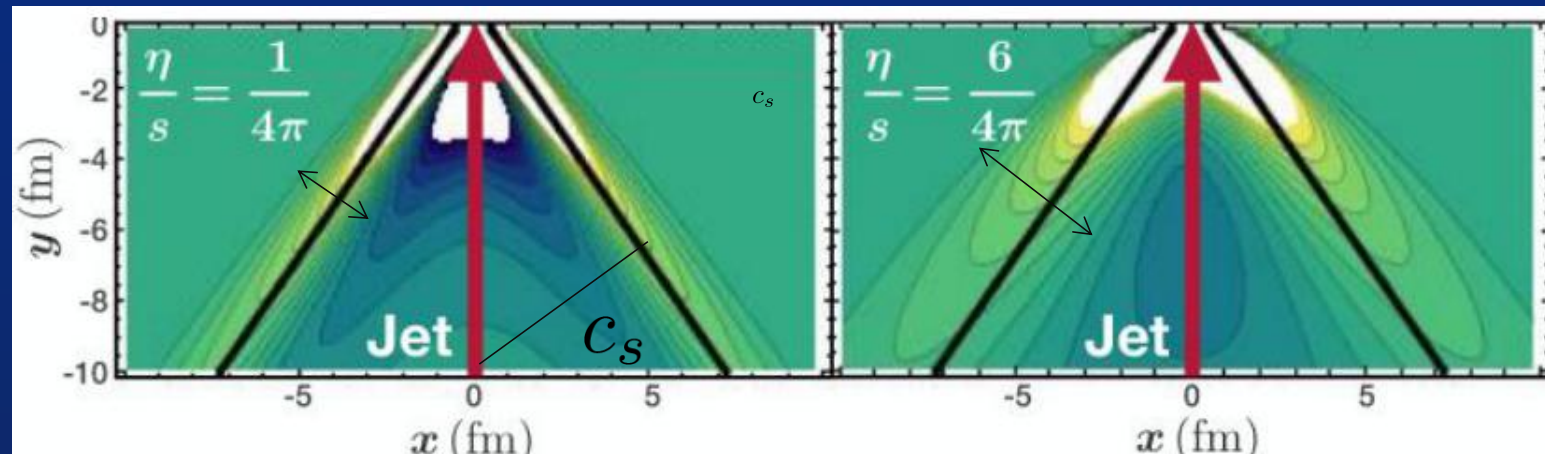 η/s = 1/4π
c_s
Jet
c_s
y (fm)
0
-2
-4
-6
-8
-10
-5 0 5
x (fm)
η/s = 6/4π
Jet
-5 0 5
x (fm)